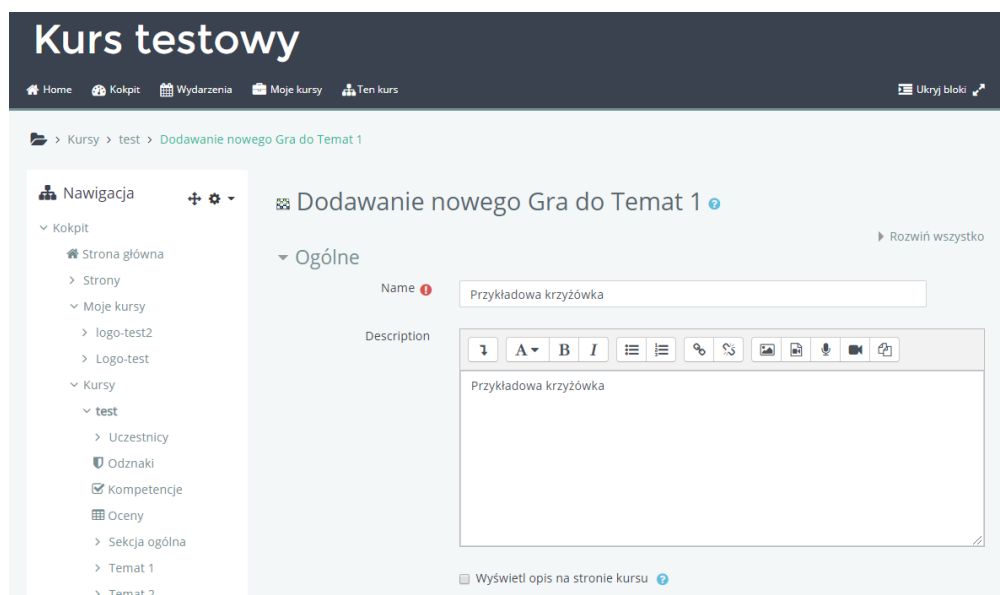 Kurs testowy
Home Kokpit Wydarzenia Moje kursy Ten kurs Ukryj bloki
> Kursy > test > Dodawanie nowego Gra do Temat 1
Nawigacja
Kokpit
Strona główna
> Strony
Moje kursy
> logo-test2
> Logo-test
Kursy
test
> Uczestnicy
Odznaki
Kompetencje
Oceny
> Sekcja ogólna
> Temat 1
> Temat 2
Dodawanie nowego Gra do Temat 1
Rozwiń wszystko
Ogólne
Name
Przykładowa krzyżówka
Description
A B I
Przykładowa krzyżówka
Wyświetl opis na stronie kursu